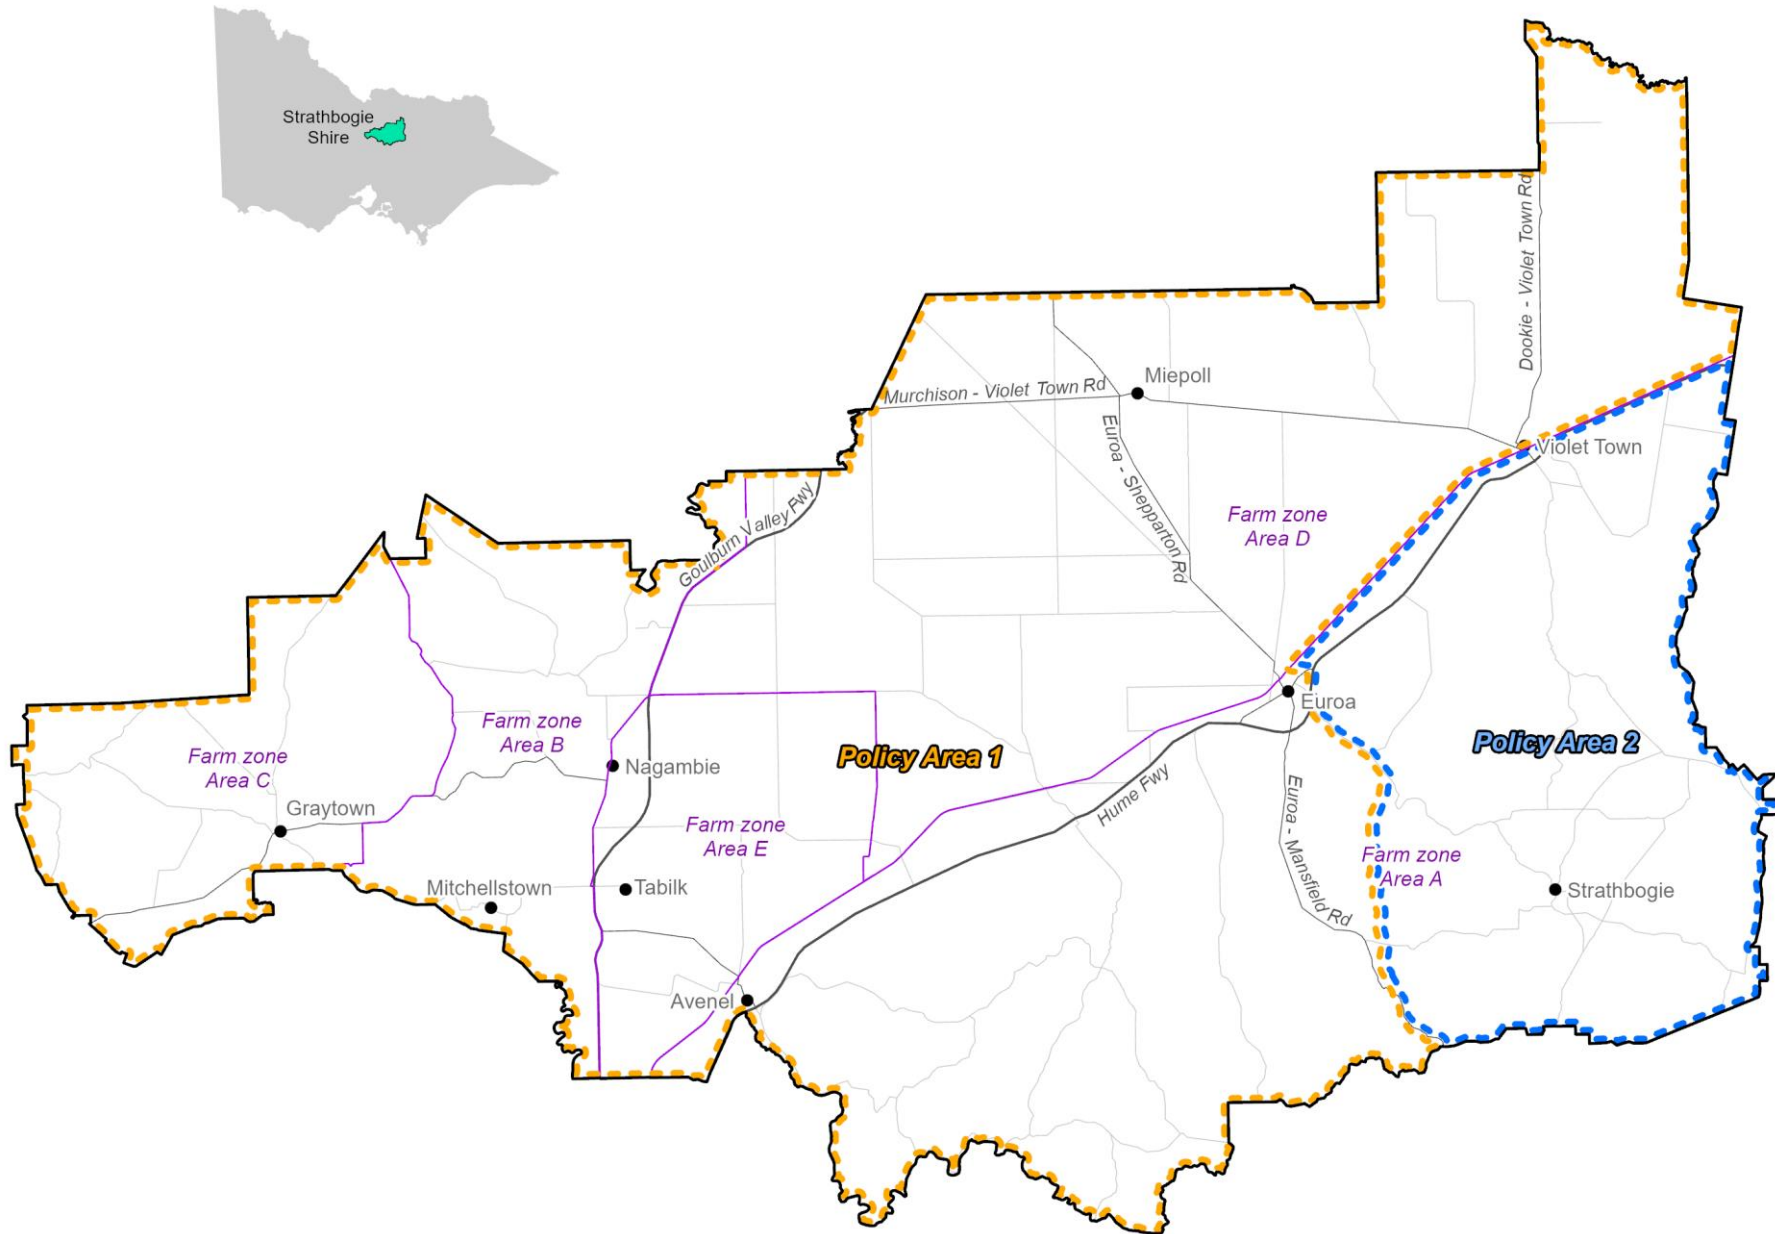 Strathbogie
Shire
Dookie - Violet Town Rd
Miepoll
Murchison - Violet Town Rd
Euroa - Shepparton Rd
Violet Town
Goulburn Valley Fwy
Farm zone
Area D
Farm zone
Area B
Farm zone
Area C
Nagambie
Policy Area 1
Euroa
Policy Area 2
Hume Fwy
Graytown
Farm zone
Area E
Euroa - Mansfield Rd
Farm zone
Area A
Mitchellstown
Tabilk
Strathbogie
Avenel